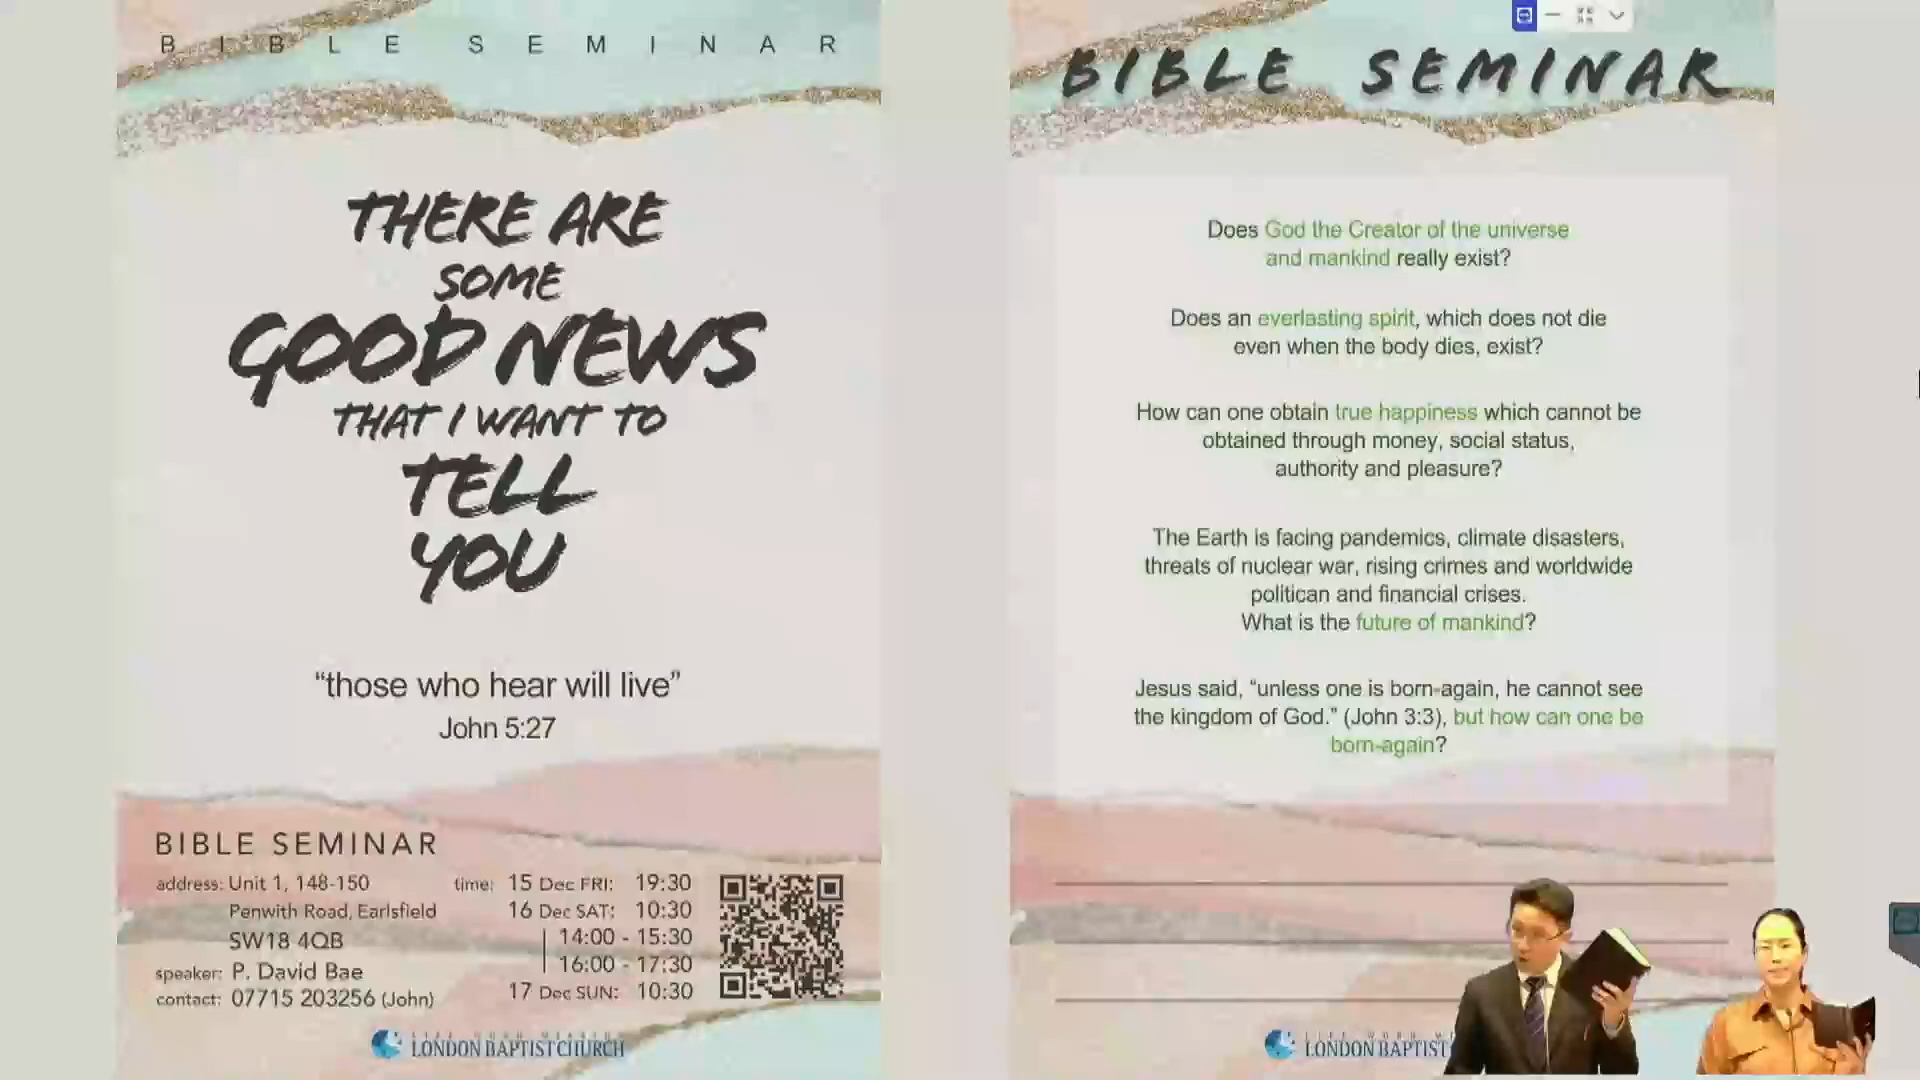 BIBLE SEMINAR
THERE ARE
SOME
GOOD NEWS
THAT I WANT TO
TELL
YOU
“those who hear will live”
John 5:27
BIBLE SEMINAR
address: Unit 1, 148-150
Penwith Road, Earlsfield
SW18 4QB
speaker: P. David Bae
contact: 07715 203256 (John)
time: 15 Dec FRI: 19:30
16 Dec SAT: 10:30
14:00 - 15:30
16:00 - 17:30
17 Dec SUN: 10:30
LIFE WORD MISSION
LONDON BAPTIST CHURCH
BIBLE SEMINAR
Does God the Creator of the universe
and mankind really exist?
Does an everlasting spirit, which does not die
even when the body dies, exist?
How can one obtain true happiness which cannot be
obtained through money, social status,
authority and pleasure?
The Earth is facing pandemics, climate disasters,
threats of nuclear war, rising crimes and worldwide
politican and financial crises.
What is the future of mankind?
Jesus said, “unless one is born-again, he cannot see
the kingdom of God.” (John 3:3), but how can one be
born-again?
LIFE WORD
LONDON BAPTIST